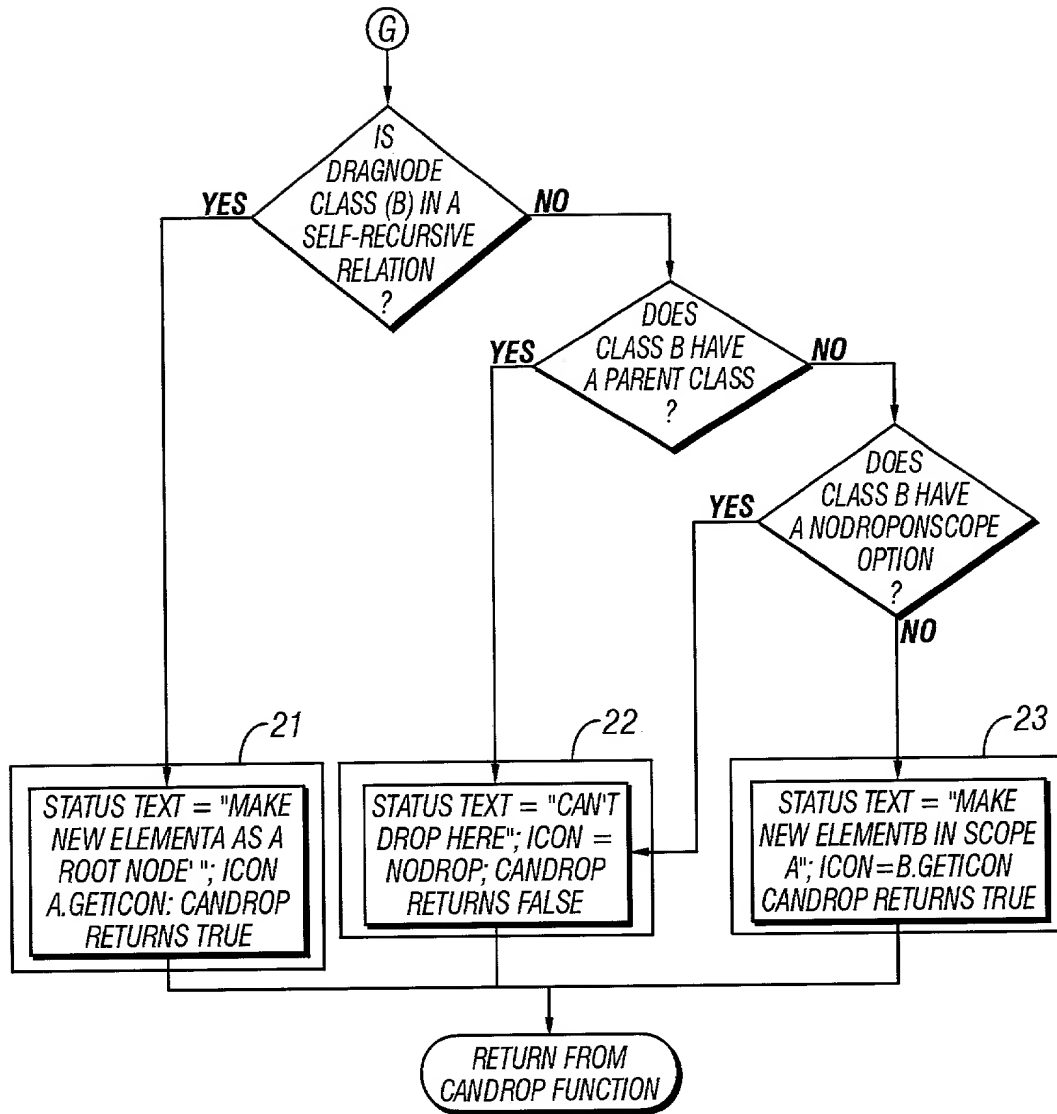 G
IS
DRAGNODE
CLASS (B) IN A
SELF-RECURSIVE
RELATION
?
YES
NO
DOES
CLASS B HAVE
A PARENT CLASS
?
YES
NO
DOES
CLASS B HAVE
A NODROPONSCOPE
OPTION
?
YES
NO
21
STATUS TEXT = "MAKE
NEW ELEMENTA AS A
ROOT NODE' "; ICON
A.GETICON: CANDROP
RETURNS TRUE
22
STATUS TEXT = "CAN'T
DROP HERE"; ICON =
NODROP; CANDROP
RETURNS FALSE
23
STATUS TEXT = "MAKE
NEW ELEMENTB IN SCOPE
A"; ICON=B.GETICON
CANDROP RETURNS TRUE
RETURN FROM
CANDROP FUNCTION